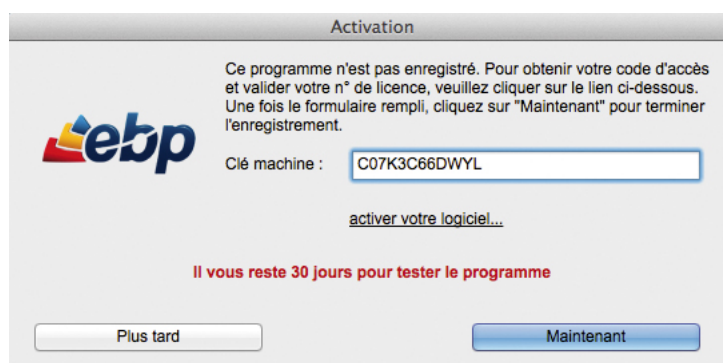 Activation
Ce programme n'est pas enregistré. Pour obtenir votre code d'accès
et valider votre n° de licence, veuillez cliquer sur le lien ci-dessous.
Une fois le formulaire rempli, cliquez sur "Maintenant" pour terminer
l'enregistrement.
ebp
Clé machine : C07K3C66DWYL
activer votre logiciel...
Il vous reste 30 jours pour tester le programme
Plus tard Maintenant